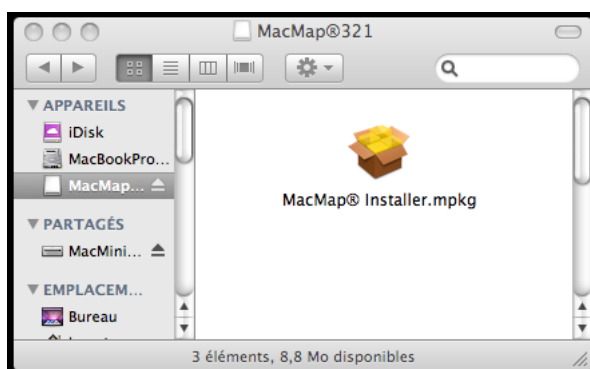 MacMap®321
APPAREILS
iDisk
MacBookPro...
MacMap...
PARTAGÉS
MacMini...
EMPLACEM...
Bureau
MacMap® Installer.mpkg
3 éléments, 8,8 Mo disponibles